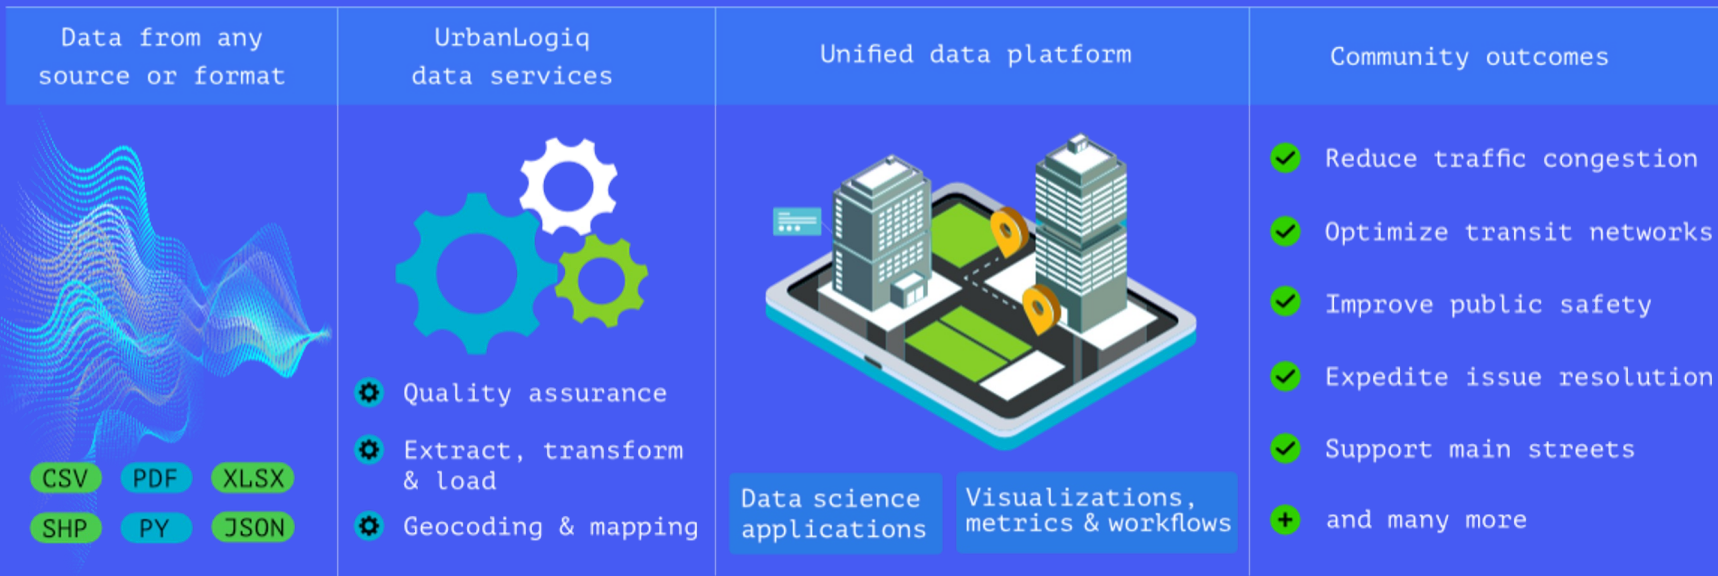 Data from any
source or format
CSV PDF XLSX
SHP PY JSON
UrbanLogiq
data services
Quality assurance
Extract, transform
& load
Geocoding & mapping
Unified data platform
Data science
applications
Visualizations,
metrics & workflows
Community outcomes
Reduce traffic congestion
Optimize transit networks
Improve public safety
Expedite issue resolution
Support main streets
and many more